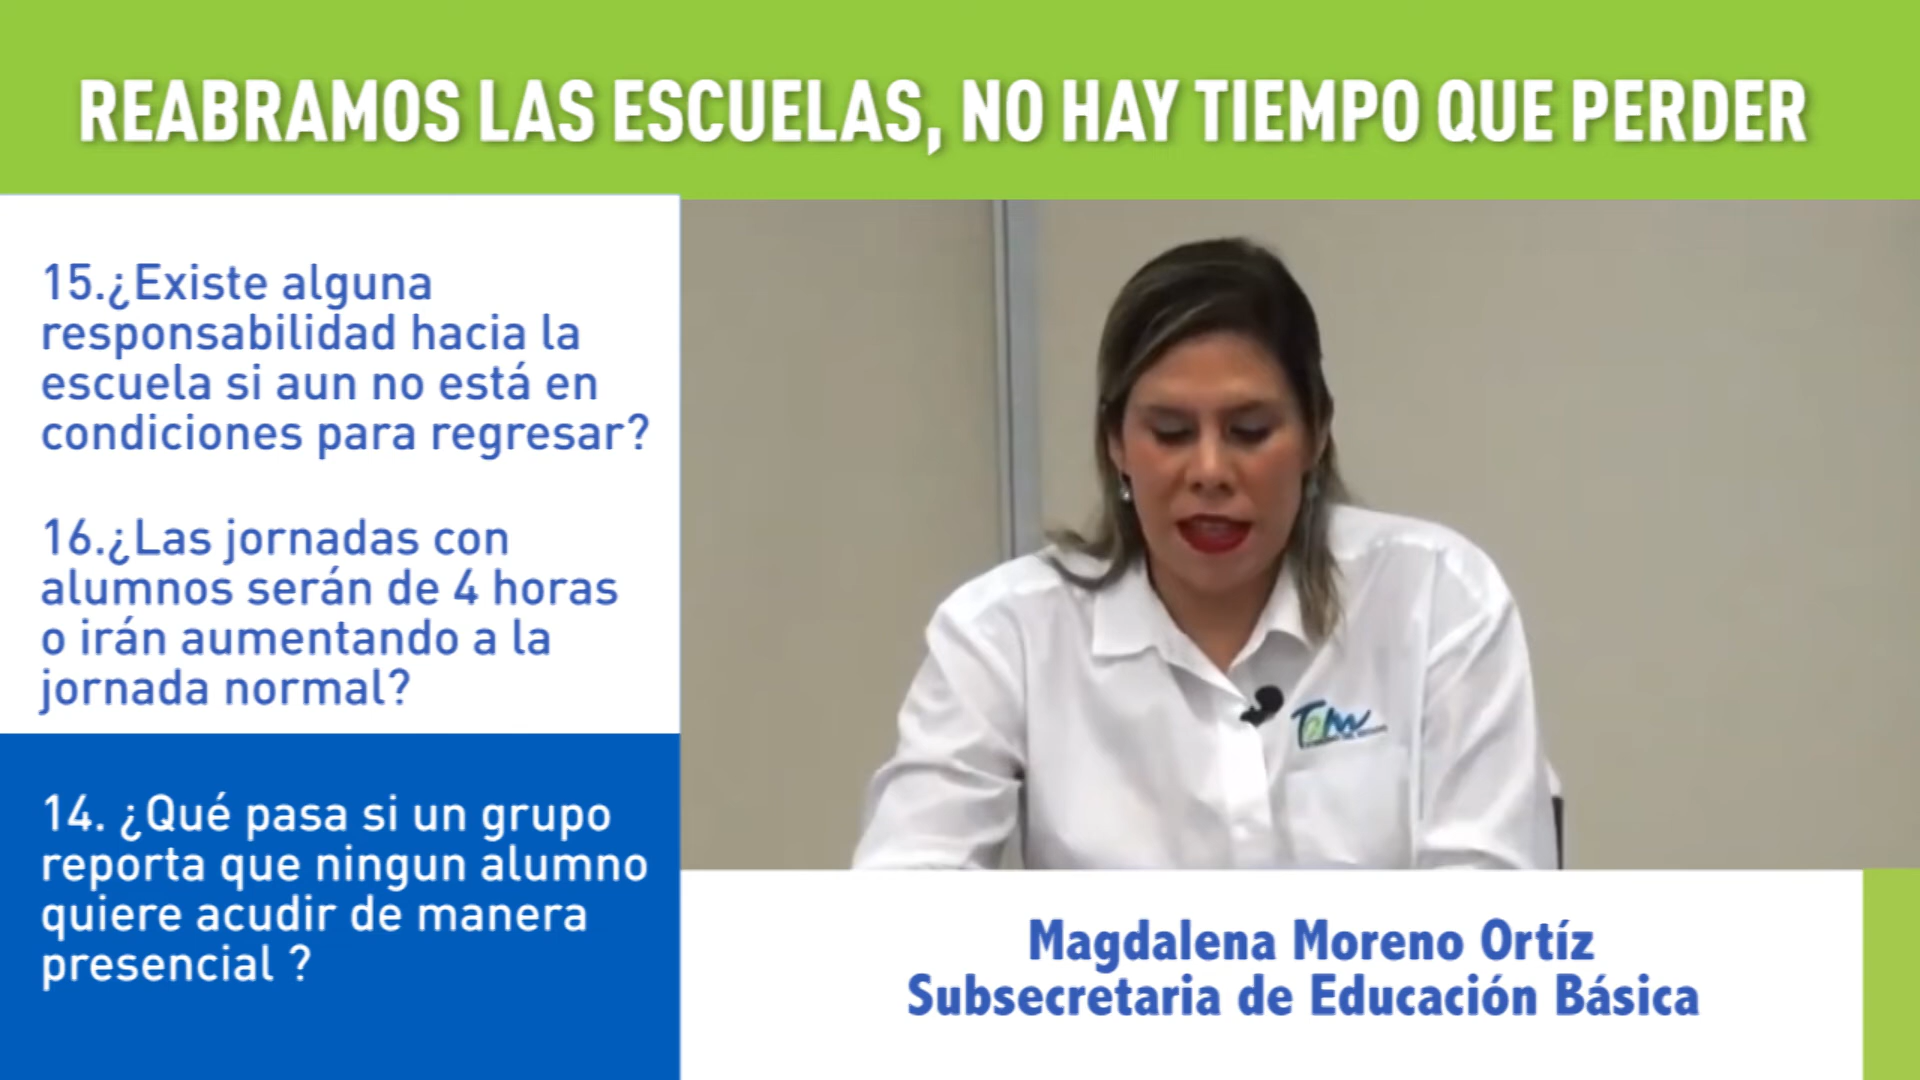 REABRAMOS LAS ESCUELAS, NO HAY TIEMPO QUE PERDER
15.¿Existe alguna
responsabilidad hacia la
escuela si aun no está en
condiciones para regresar?
16.¿Las jornadas con
alumnos serán de 4 horas
o irán aumentando a la
jornada normal?
14. ¿Qué pasa si un grupo
reporta que ningun alumno
quiere acudir de manera
presencial ?
Tam
Magdalena Moreno Ortíz
Subsecretaria de Educación Básica